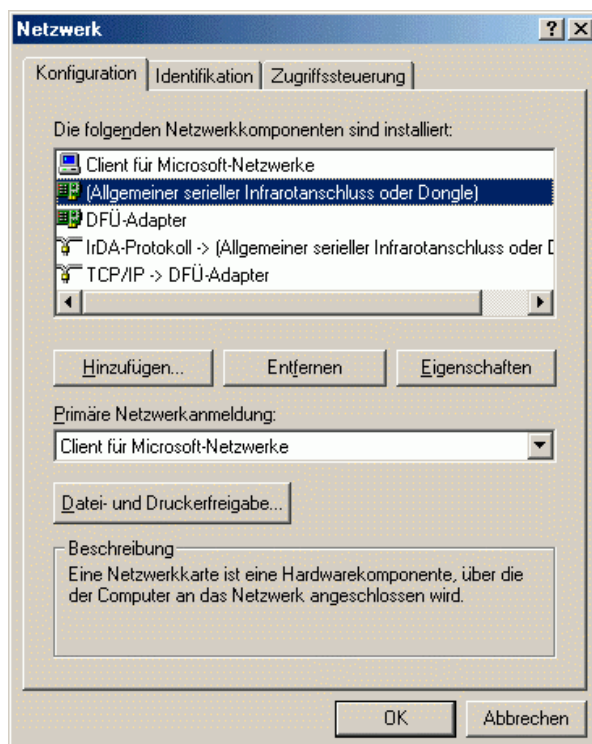 Netzwerk
Konfiguration
Identifikation
Zugriffssteuerung
Die folgenden Netzwerkkomponenten sind installiert:
Client für Microsoft-Netzwerke
(Allgemeiner serieller Infrarotanschluss oder Dongle)
DFÜ-Adapter
IrDA-Protokoll -> (Allgemeiner serieller Infrarotanschluss oder D
TCP/IP -> DFÜ-Adapter
Hinzufügen...
Entfernen
Eigenschaften
Primäre Netzwerkanmeldung:
Client für Microsoft-Netzwerke
Datei- und Druckerfreigabe...
Beschreibung
Eine Netzwerkkarte ist eine Hardwarekomponente, über die
der Computer an das Netzwerk angeschlossen wird.
OK
Abbrechen